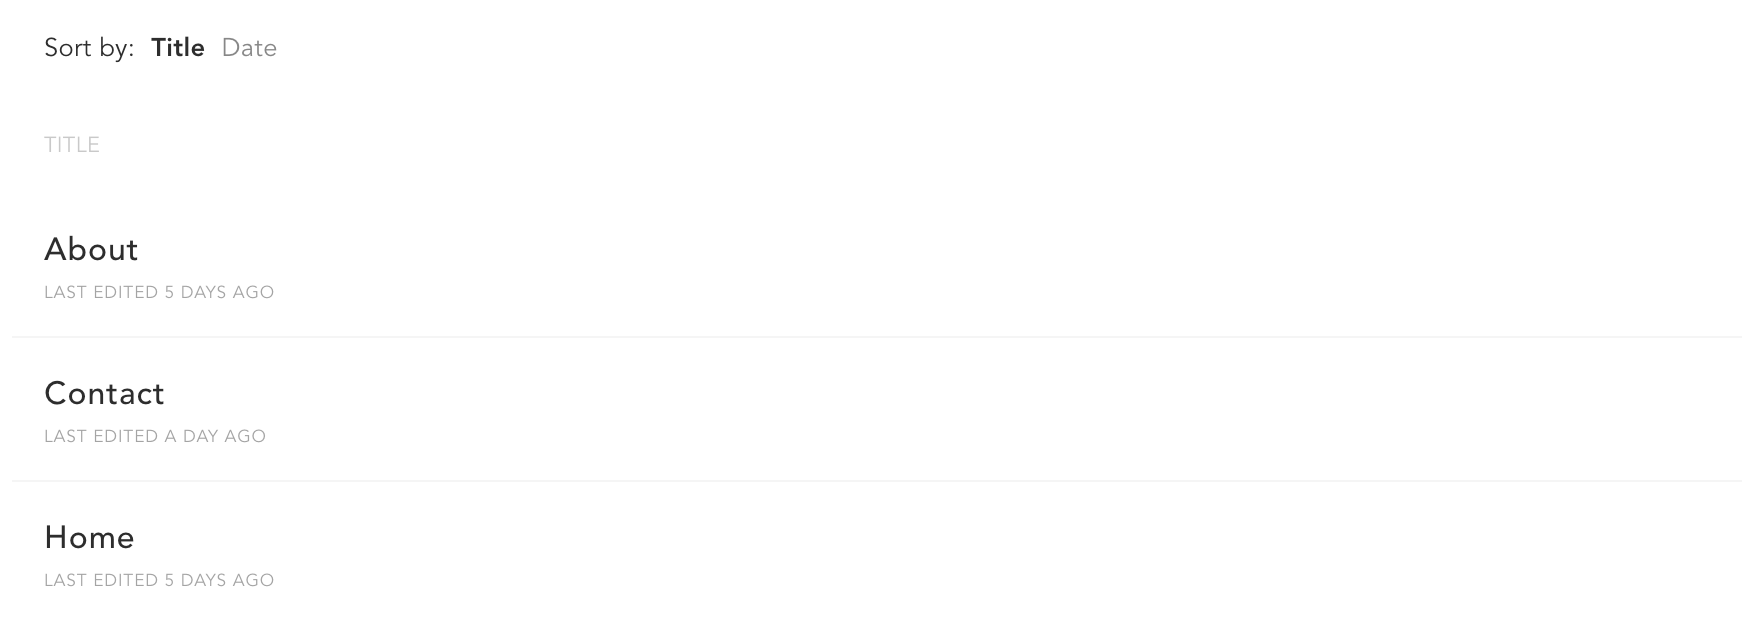 Sort by: Title Date
TITLE
About
LAST EDITED 5 DAYS AGO
Contact
LAST EDITED A DAY AGO
Home
LAST EDITED 5 DAYS AGO